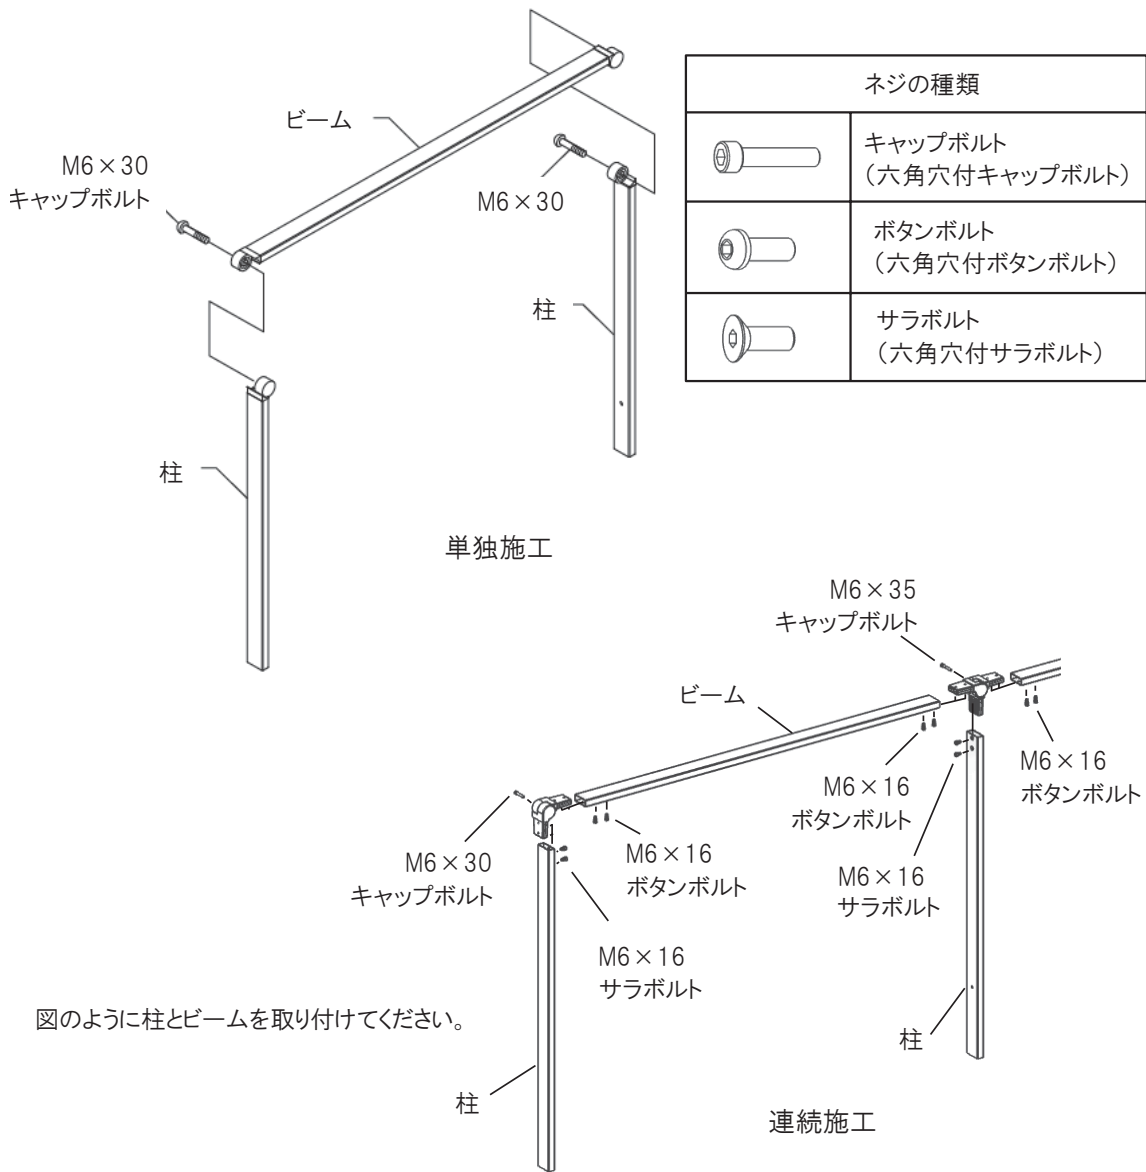 ビーム
M6×30
キャップボルト
M6×30
柱
柱
単独施工
ネジの種類
キャップボルト
（六角穴付キャップボルト）
ボタンボルト
（六角穴付ボタンボルト）
サラボルト
（六角穴付サラボルト）
M6×35
キャップボルト
ビーム
M6×16
ボタンボルト
M6×16
ボタンボルト
M6×16
サラボルト
M6×30
キャップボルト
M6×16
ボタンボルト
M6×16
サラボルト
図のように柱とビームを取り付けてください。
柱
柱
連続施工